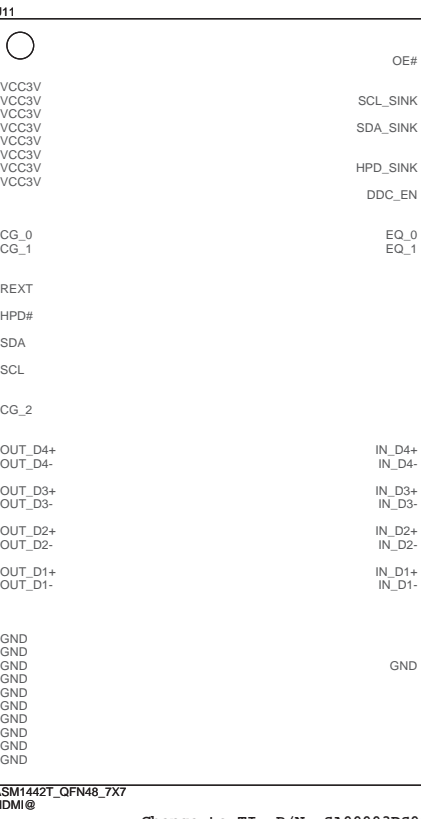 OE#
VCC3V
VCC3V SCL_SINK
VCC3V
VCC3V SDA_SINK
VCC3V
VCC3V
VCC3V HPD_SINK
VCC3V
DDC_EN
CG_0 EQ_0
CG_1 EQ_1
REXT
HPD#
SDA
SCL
CG_2
OUT_D4+ IN_D4+
OUT_D4- IN_D4-
OUT_D3+ IN_D3+
OUT_D3- IN_D3-
OUT_D2+ IN_D2+
OUT_D2- IN_D2-
OUT_D1+ IN_D1+
OUT_D1- IN_D1-
GND
GND
GND GND
GND
GND
GND
GND
GND
GND
GND
ASM1442T_QFN48_7X7
HDMI@